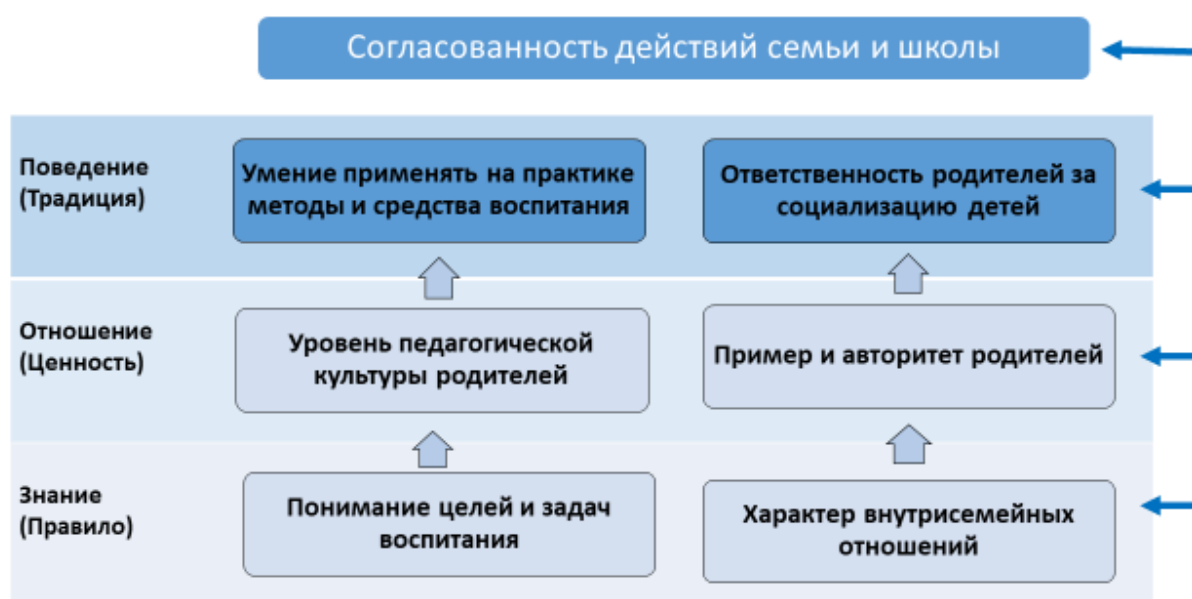 Согласованность действий семьи и школы
Поведение
(Традиция)
Умение применять на практике
методы и средства воспитания
Ответственность родителей за
социализацию детей
Отношение
(Ценность)
Уровень педагогической
культуры родителей
Пример и авторитет родителей
Знание
(Правило)
Понимание целей и задач
воспитания
Характер внутрисемейных
отношений